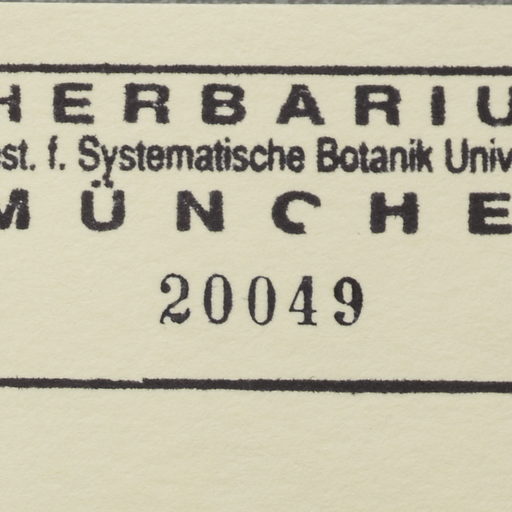 HERBARIU
st. f. Systematische Botanik Univ
MÜNCHE
20049